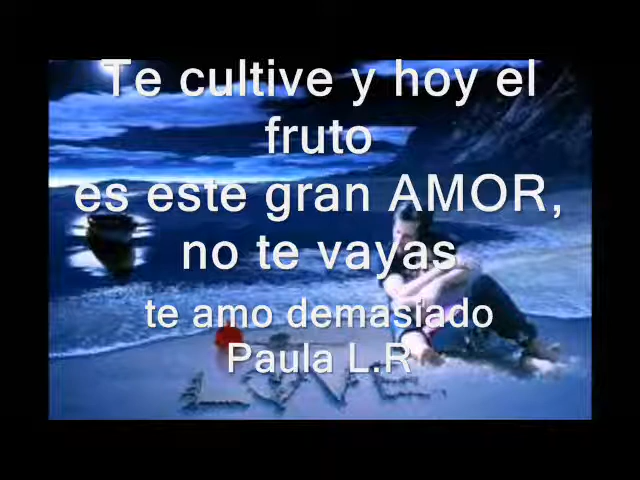 Te cultive y hoy el
fruto
es este gran AMOR,
no te vayas
te amo demasiado
Paula L.R
LOVE